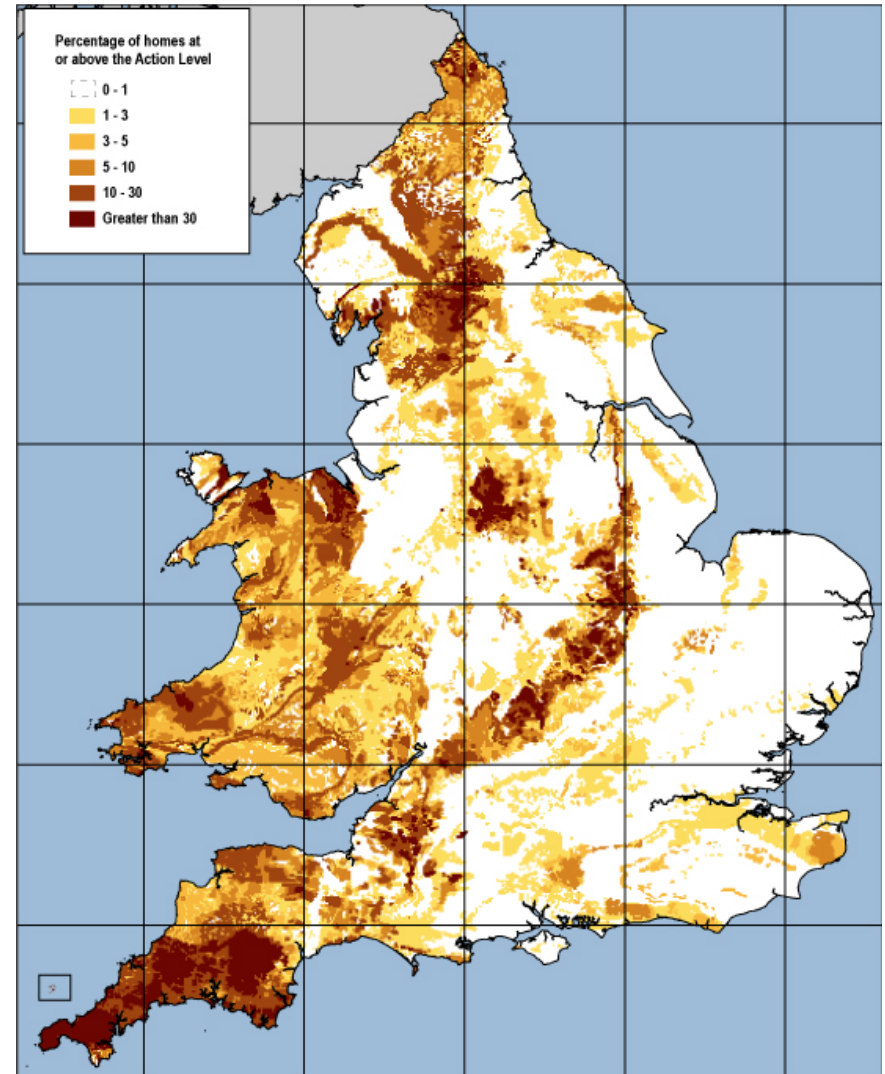 Percentage of homes at
or above the Action Level
0 - 1
1 - 3
3 - 5
5 - 10
10 - 30
Greater than 30